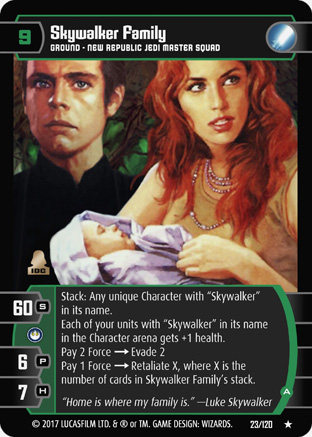 9
Skywalker Family
GROUND - NEW REPUBLIC JEDI MASTER SQUAD
IDC
60 S
6 P
7 H
Stack: Any unique Character with “Skywalker”
in its name.
Each of your units with “Skywalker” in its name
in the Character arena gets +1 health.
Pay 2 Force → Evade 2
Pay 1 Force → Retaliate X, where X is the
number of cards in Skywalker Family’s stack.
“Home is where my family is.” —Luke Skywalker
A
© 2017 LUCASFILM LTD. & ® or TM. GAME DESIGN: WIZARDS.
23/120 ★